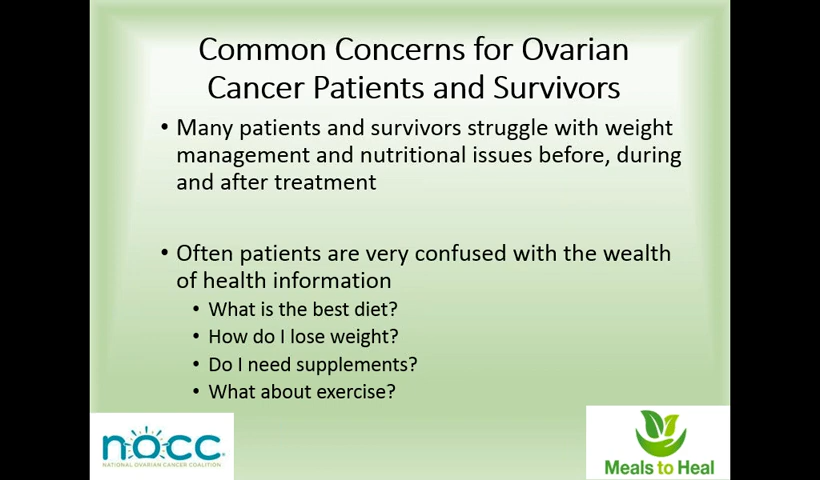 Common Concerns for Ovarian
Cancer Patients and Survivors
• Many patients and survivors struggle with weight
management and nutritional issues before, during
and after treatment
• Often patients are very confused with the wealth
of health information
• What is the best diet?
• How do I lose weight?
• Do I need supplements?
• What about exercise?
nocc
NATIONAL OVARIAN CANCER COALITION
Meals to Heal